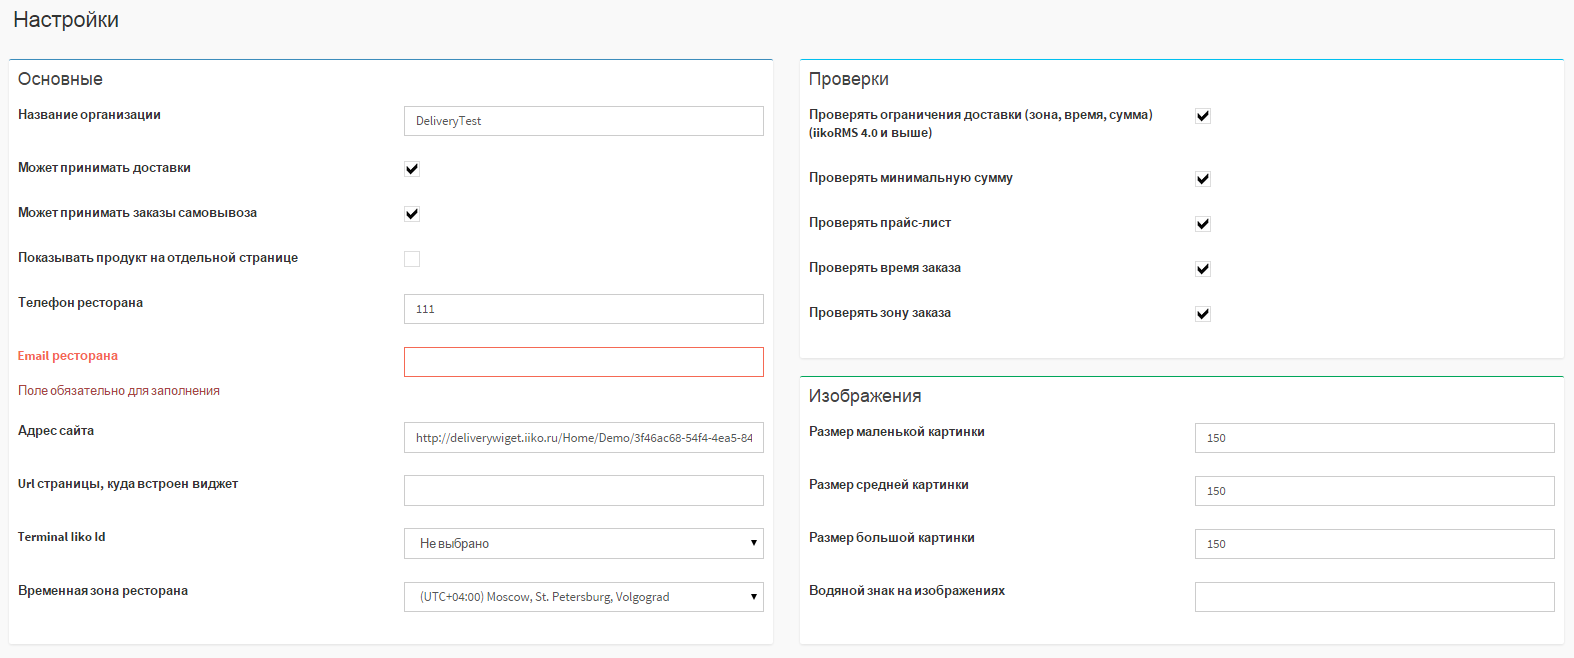 Настройки
Основные
Название организации
DeliveryTest
Может принимать доставки
Может принимать заказы самовывоза
Показывать продукт на отдельной странице
Телефон ресторана
111
Email ресторана
Поле обязательно для заполнения
Адрес сайта
http://deliverywiget.iiko.ru/Home/Demo/3f46ac68-54f4-4ea5-84
Url страницы, куда встроен виджет
Terminal Iiko Id
Не выбрано
Временная зона ресторана
(UTC+04:00) Moscow, St. Petersburg, Volgograd
Проверки
Проверять ограничения доставки (зона, время, сумма)
(iikoRMS 4.0 и выше)
Проверять минимальную сумму
Проверять прайс-лист
Проверять время заказа
Проверять зону заказа
Изображения
Размер маленькой картинки
150
Размер средней картинки
150
Размер большой картинки
150
Водяной знак на изображениях